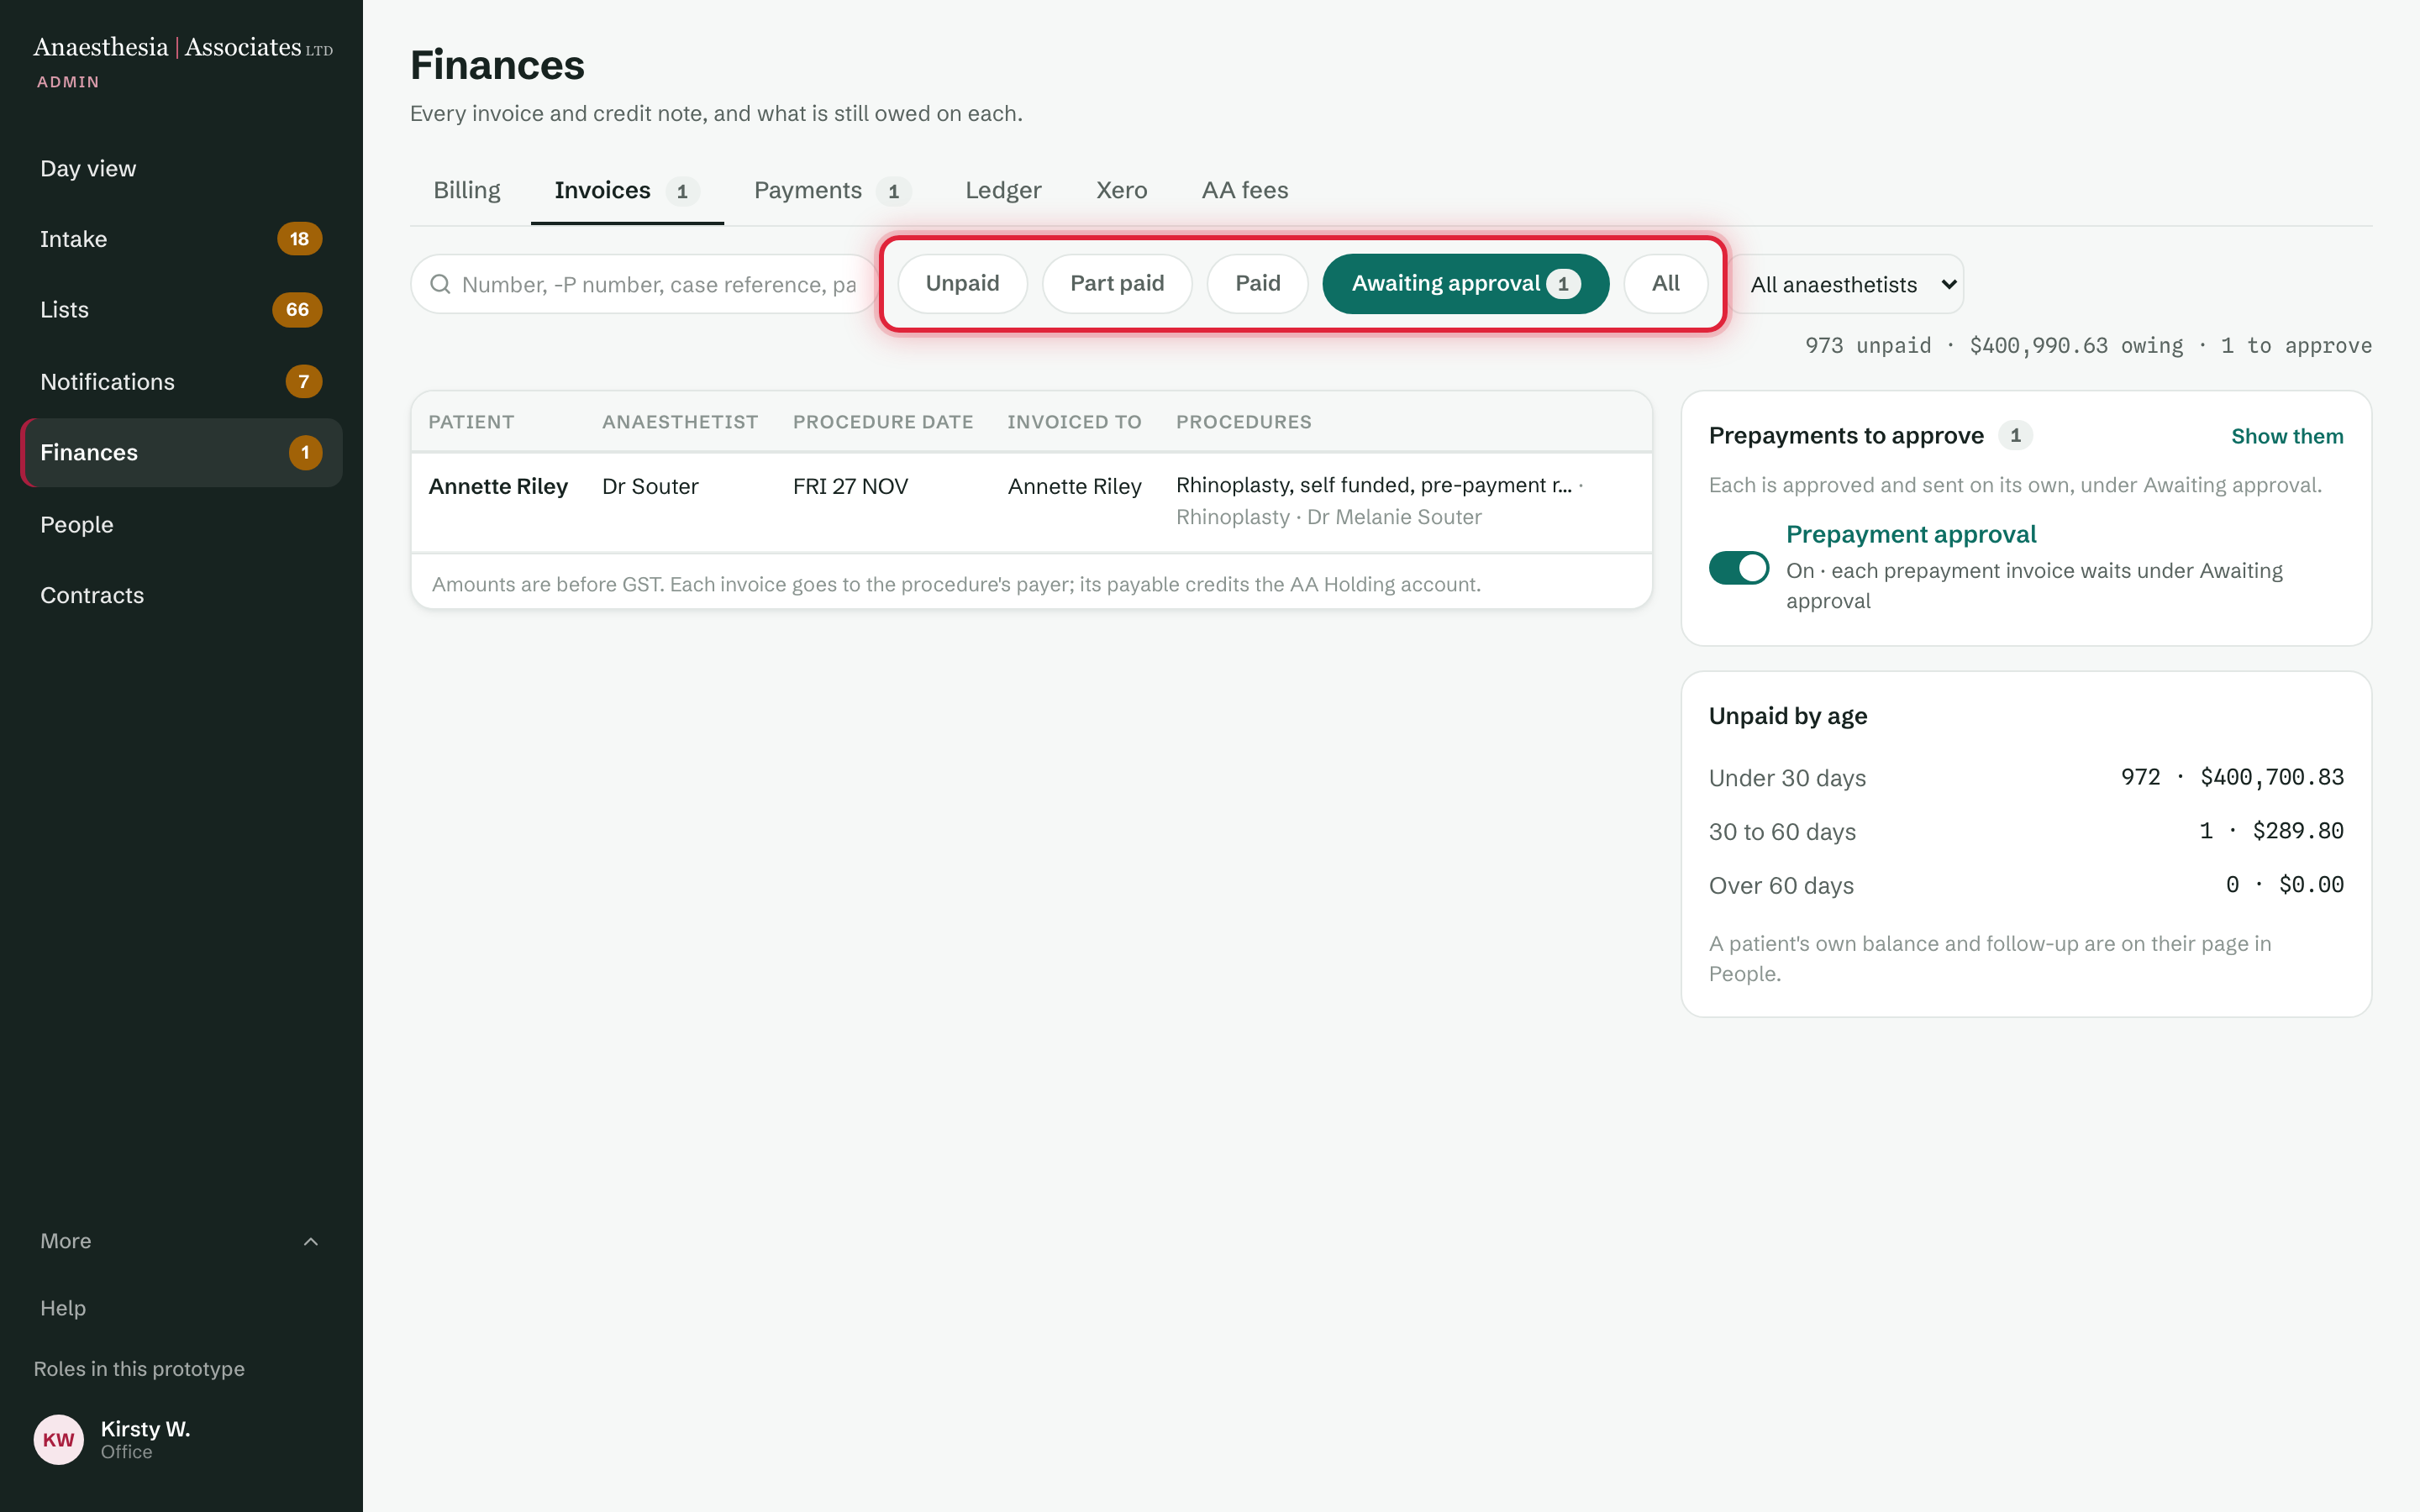 Anaesthesia | Associates LTD
ADMIN
Day view
Intake 18
Lists 66
Notifications 7
Finances 1
People
Contracts
More
Help
Roles in this prototype
KW
Kirsty W.
Office
Finances
Every invoice and credit note, and what is still owed on each.
Billing Invoices 1 Payments 1 Ledger Xero AA fees
Number, -P number, case reference, pa
Unpaid Part paid Paid Awaiting approval 1 All
All anaesthetists
973 unpaid · $400,990.63 owing · 1 to approve
PATIENT ANAESTHETIST PROCEDURE DATE INVOICED TO PROCEDURES
Annette Riley Dr Souter FRI 27 NOV Annette Riley Rhinoplasty, self funded, pre-payment r... ·
Rhinoplasty · Dr Melanie Souter
Amounts are before GST. Each invoice goes to the procedure's payer; its payable credits the AA Holding account.
Prepayments to approve 1 Show them
Each is approved and sent on its own, under Awaiting approval.
Prepayment approval
On · each prepayment invoice waits under Awaiting
approval
Unpaid by age
Under 30 days 972 · $400,700.83
30 to 60 days 1 · $289.80
Over 60 days 0 · $0.00
A patient's own balance and follow-up are on their page in
People.